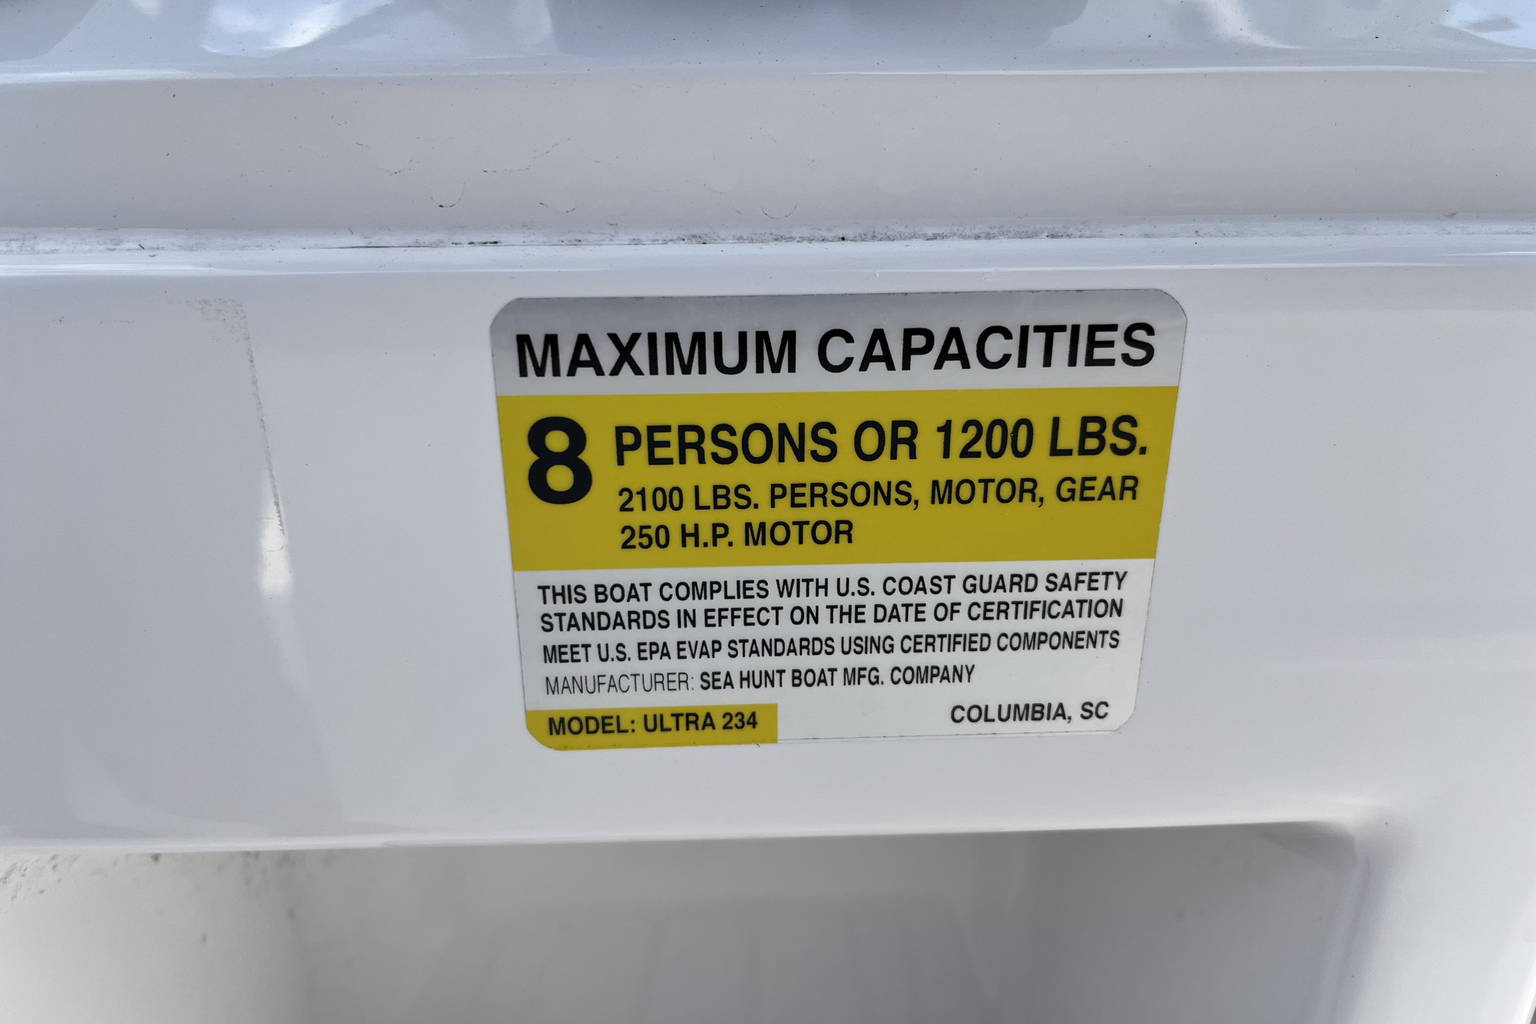 MAXIMUM CAPACITIES
8 PERSONS OR 1200 LBS.
2100 LBS. PERSONS, MOTOR, GEAR
250 H.P. MOTOR
THIS BOAT COMPLIES WITH U.S. COAST GUARD SAFETY
STANDARDS IN EFFECT ON THE DATE OF CERTIFICATION
MEET U.S. EPA EVAP STANDARDS USING CERTIFIED COMPONENTS
MANUFACTURER: SEA HUNT BOAT MFG. COMPANY
MODEL: ULTRA 234 COLUMBIA, SC